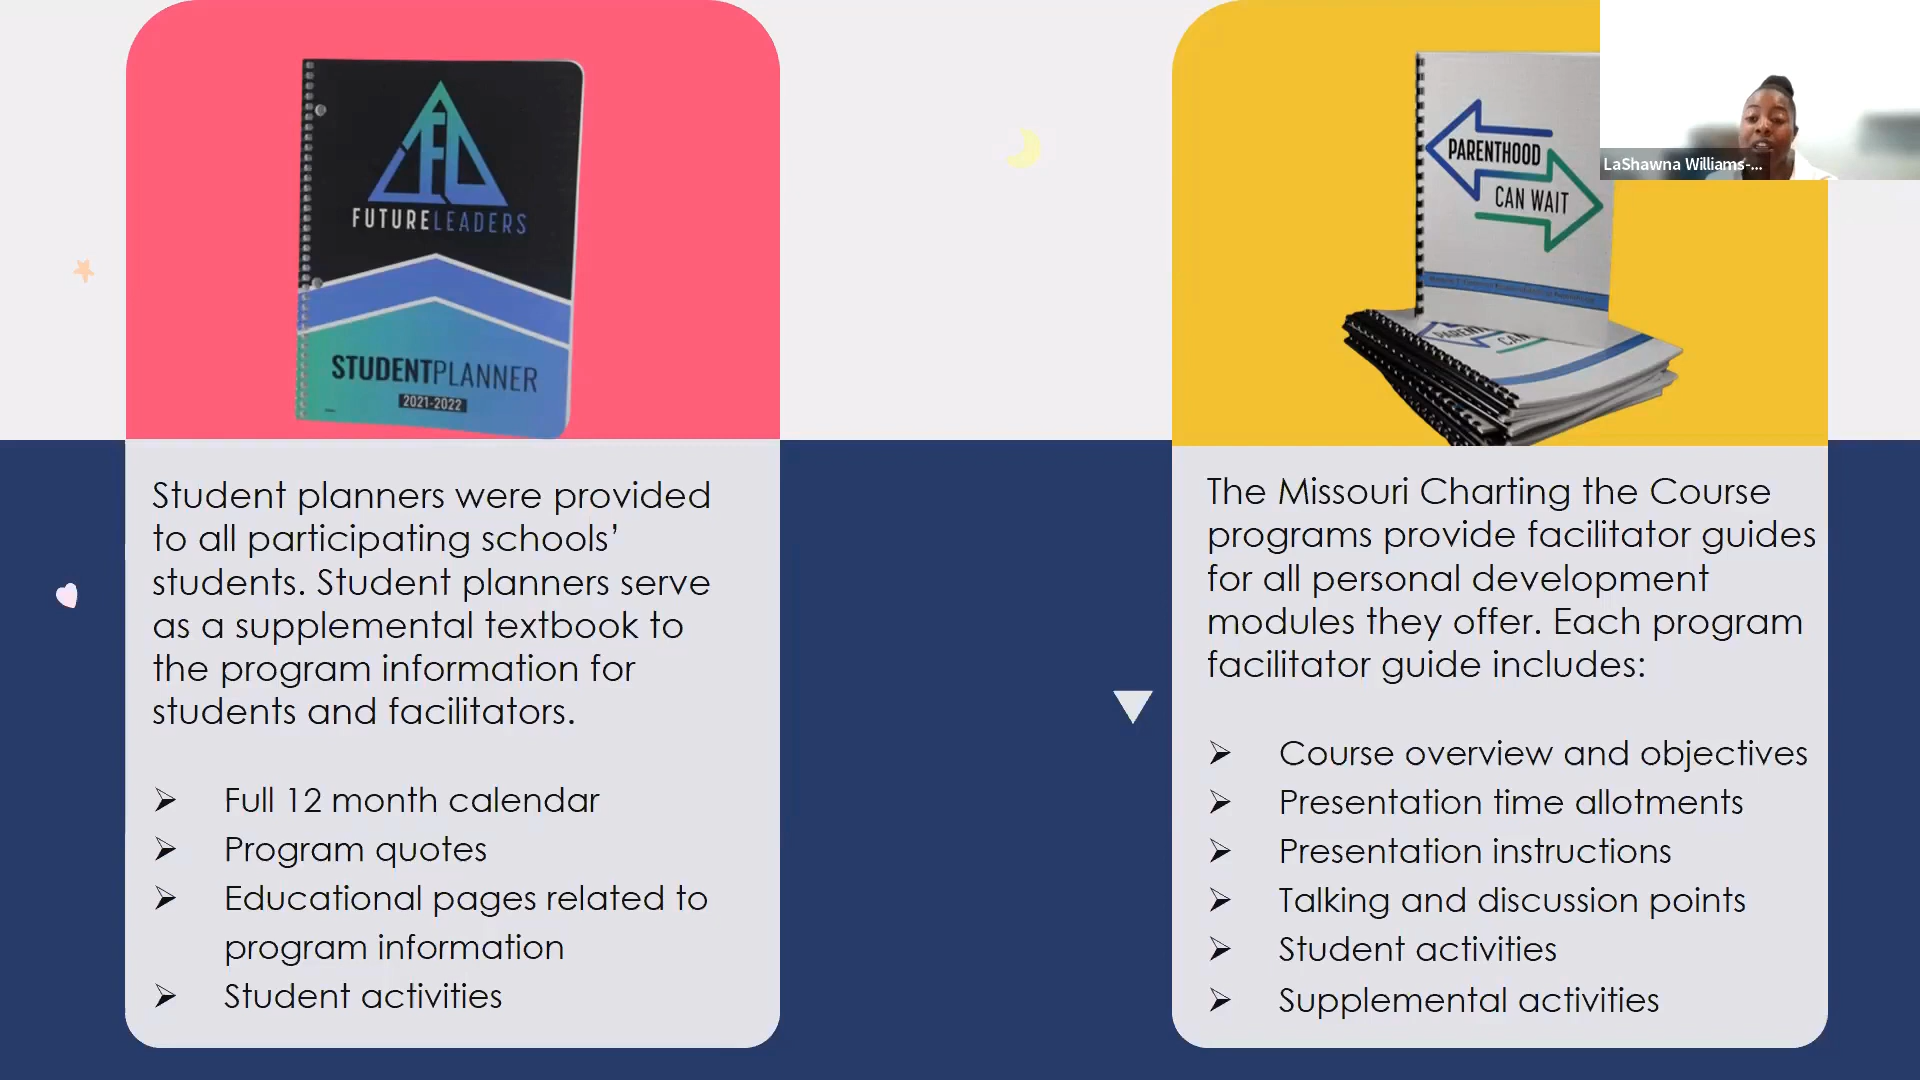 FUTURELEADERS
STUDENTPLANNER
2021-2022
Student planners were provided
to all participating schools’
students. Student planners serve
as a supplemental textbook to
the program information for
students and facilitators.
➢ Full 12 month calendar
➢ Program quotes
➢ Educational pages related to
program information
➢ Student activities
PARENTHOOD
CAN WAIT
LaShawna Williams-...
The Missouri Charting the Course
programs provide facilitator guides
for all personal development
modules they offer. Each program
facilitator guide includes:
➢ Course overview and objectives
➢ Presentation time allotments
➢ Presentation instructions
➢ Talking and discussion points
➢ Student activities
➢ Supplemental activities